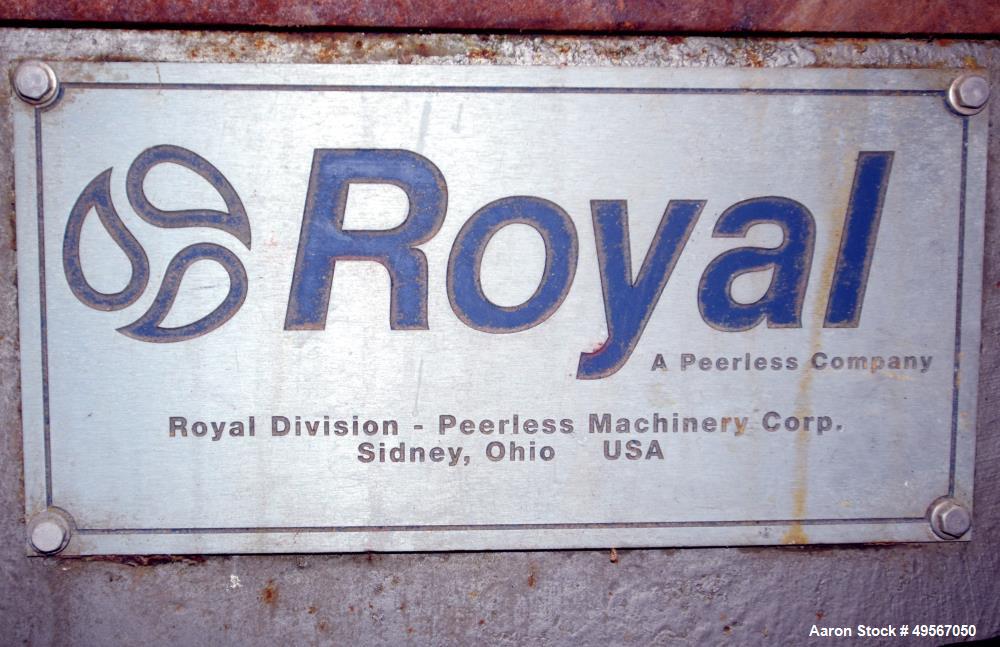 Royal
A Peerless Company
Royal Division - Peerless Machinery Corp.
Sidney, Ohio USA
Aaron Stock # 49567050